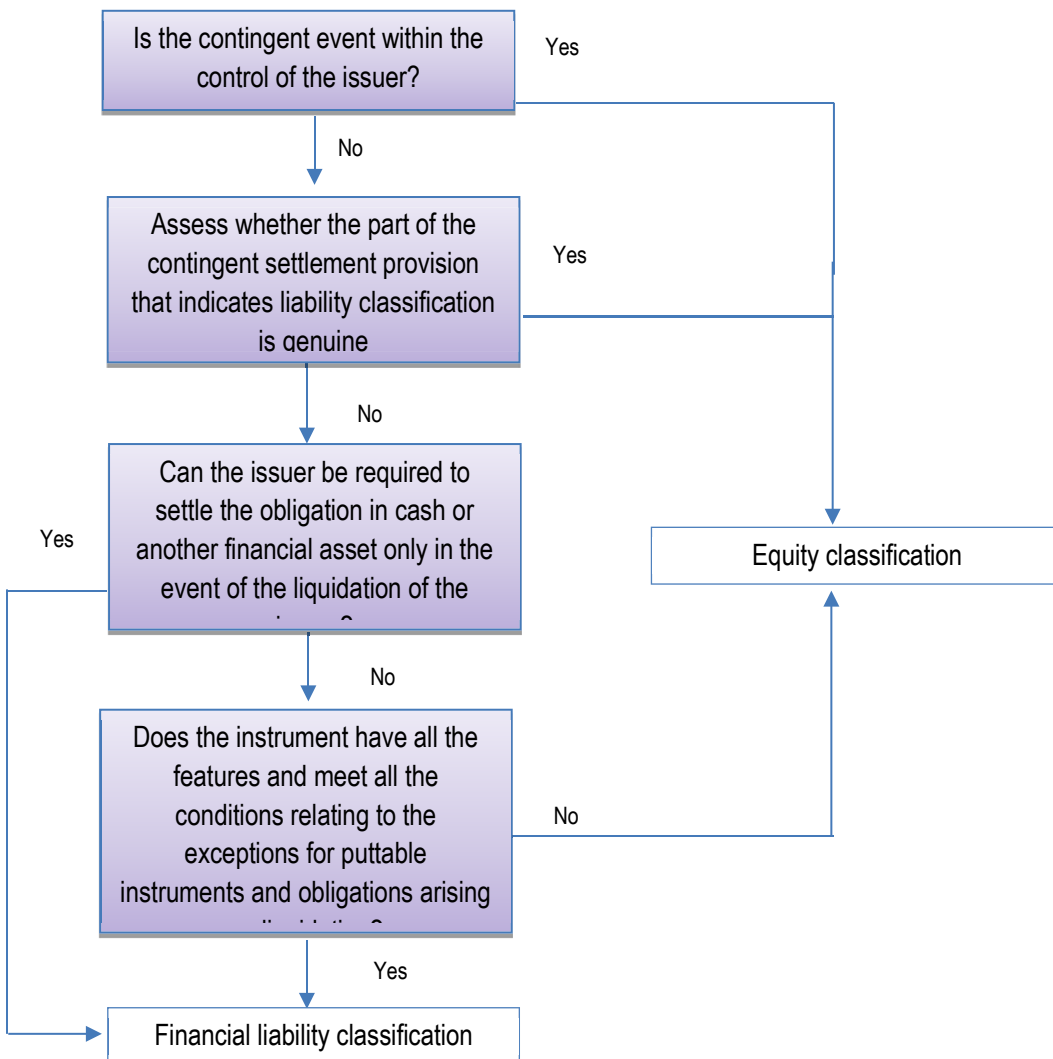 Is the contingent event within the
control of the issuer?
Yes
No
Assess whether the part of the
contingent settlement provision
that indicates liability classification
is genuine
Yes
No
Can the issuer be required to
settle the obligation in cash or
another financial asset only in the
event of the liquidation of the
Yes
Equity classification
No
Does the instrument have all the
features and meet all the
conditions relating to the
exceptions for puttable
instruments and obligations arising
No
Yes
Financial liability classification